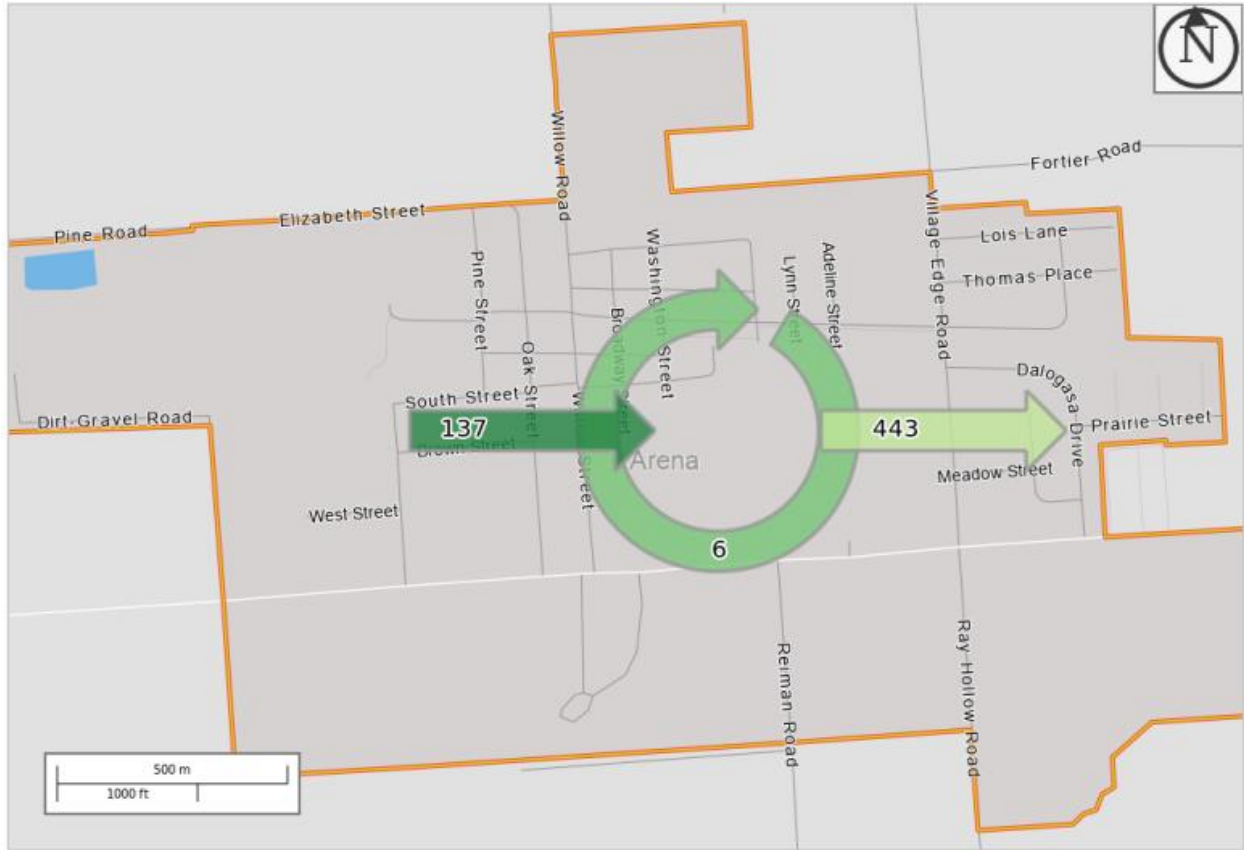 N
Fortier Road
Willow Road
Elizabeth Street
Pine Road
Village Edge Road
Lois Lane
Thomas Place
Pine Street
Washington Street
Lynn Street
Adeline Street
Broadway Street
Oak Street
South Street
Dirt-Gravel Road
Dalogasa Drive
Prairie Street
137
443
Brown Street
Arena
Meadow Street
West Street
6
Reiman Road
Ray Hollow Road
500 m
1000 ft